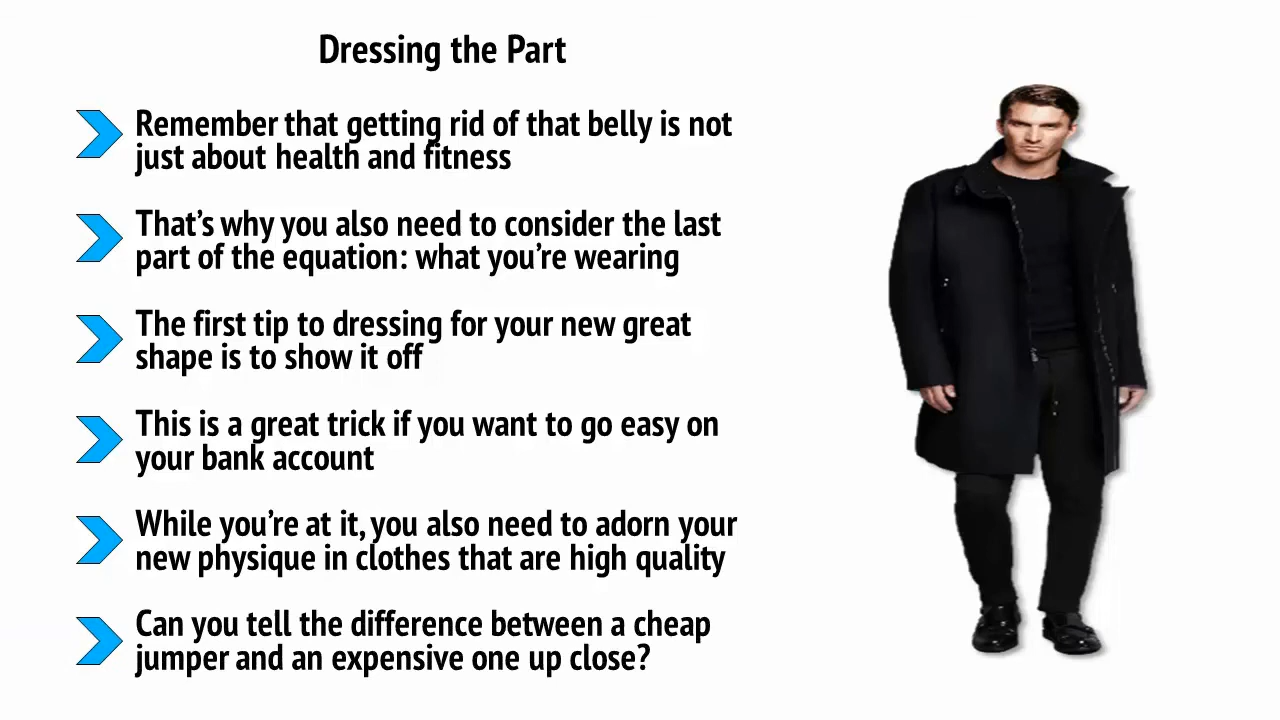 Dressing the Part
Remember that getting rid of that belly is not
just about health and fitness
That's why you also need to consider the last
part of the equation: what you're wearing
The first tip to dressing for your new great
shape is to show it off
This is a great trick if you want to go easy on
your bank account
While you're at it, you also need to adorn your
new physique in clothes that are high quality
Can you tell the difference between a cheap
jumper and an expensive one up close?